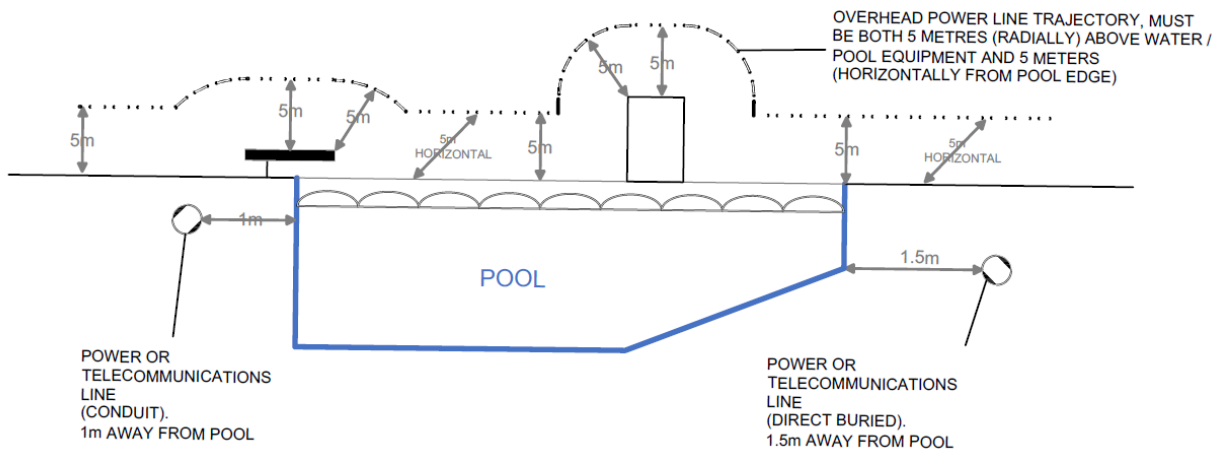 OVERHEAD POWER LINE TRAJECTORY, MUST
BE BOTH 5 METRES (RADIALLY) ABOVE WATER /
POOL EQUIPMENT AND 5 METERS
(HORIZONTALLY FROM POOL EDGE)
5m
5m
5m
5m
5m
5m
HORIZONTAL
5m
5m
5m
HORIZONTAL
1m
1.5m
POOL
POWER OR
TELECOMMUNICATIONS
LINE
(CONDUIT).
1m AWAY FROM POOL
POWER OR
TELECOMMUNICATIONS
LINE
(DIRECT BURIED).
1.5m AWAY FROM POOL